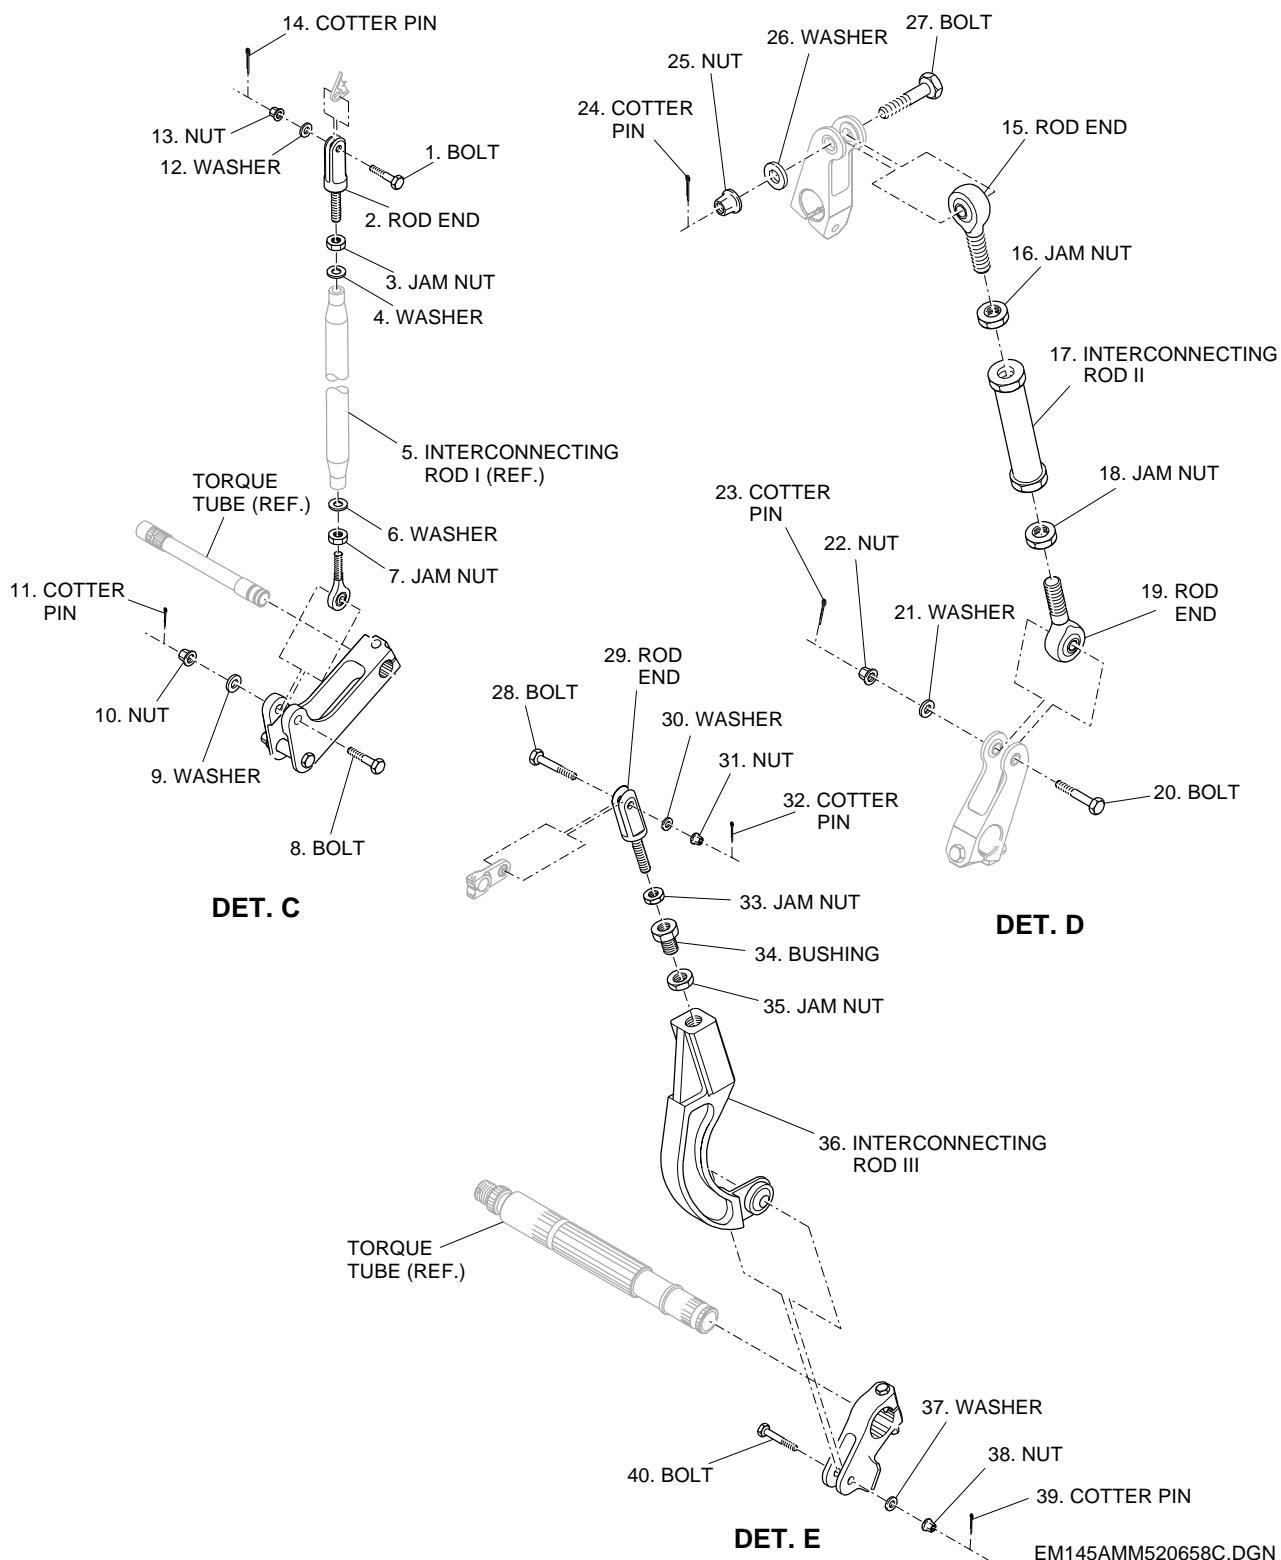 14. COTTER PIN
13. NUT
12. WASHER
1. BOLT
2. ROD END
3. JAM NUT
4. WASHER
5. INTERCONNECTING
ROD I (REF.)
TORQUE
TUBE (REF.)
6. WASHER
7. JAM NUT
11. COTTER
PIN
10. NUT
9. WASHER
8. BOLT
DET. C
27. BOLT
26. WASHER
25. NUT
24. COTTER
PIN
15. ROD END
16. JAM NUT
17. INTERCONNECTING
ROD II
18. JAM NUT
23. COTTER
PIN
22. NUT
21. WASHER
19. ROD
END
20. BOLT
DET. D
29. ROD
END
28. BOLT
30. WASHER
31. NUT
32. COTTER
PIN
33. JAM NUT
34. BUSHING
35. JAM NUT
36. INTERCONNECTING
ROD III
TORQUE
TUBE (REF.)
37. WASHER
38. NUT
40. BOLT
39. COTTER PIN
DET. E
EM145AMM520658C.DGN